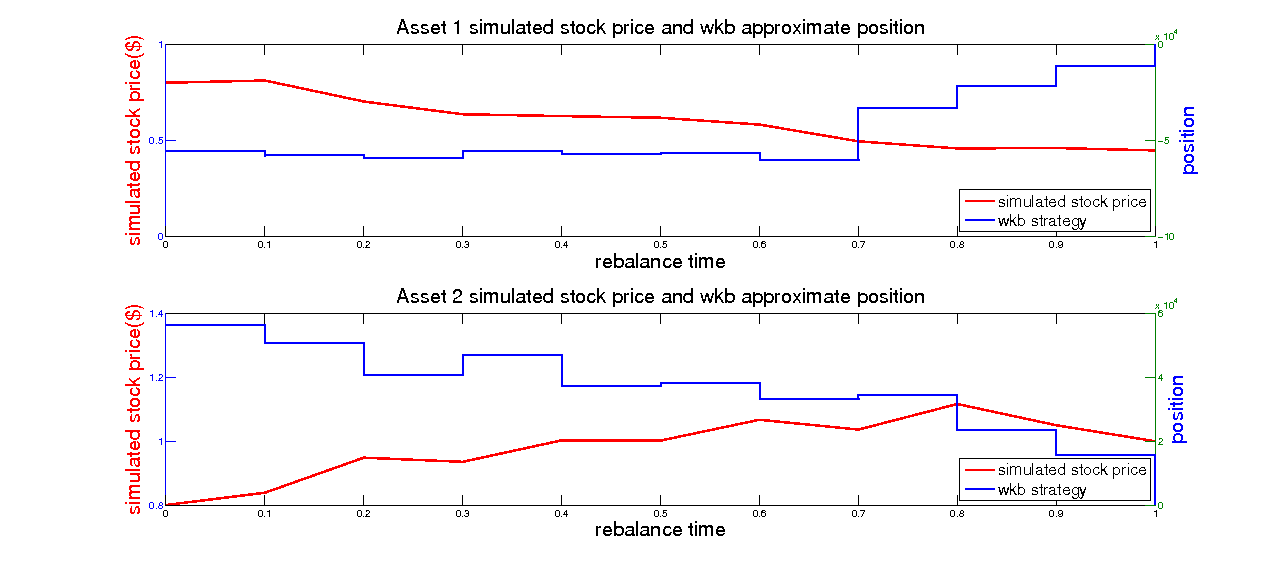 Asset 1 simulated stock price and wkb approximate position
x 10^4
simulated stock price($)
1
0.5
0
0
-5
-10
position
simulated stock price
wkb strategy
0 0.1 0.2 0.3 0.4 0.5 0.6 0.7 0.8 0.9 1
rebalance time
Asset 2 simulated stock price and wkb approximate position
x 10^4
simulated stock price($)
1.4
1.2
1
0.8
6
4
2
0
position
simulated stock price
wkb strategy
0 0.1 0.2 0.3 0.4 0.5 0.6 0.7 0.8 0.9 1
rebalance time